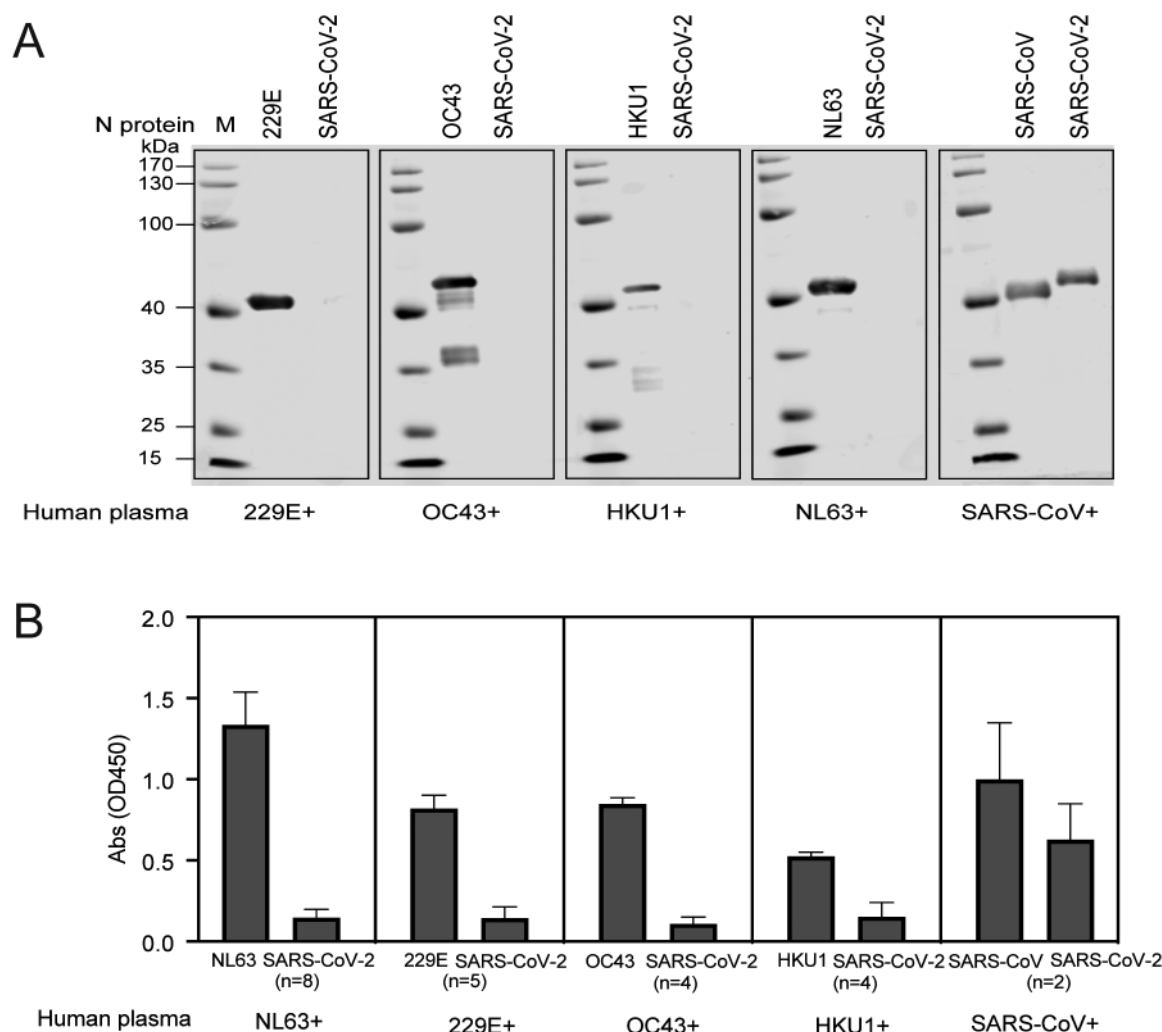 A
N protein M 229E SARS-CoV-2 OC43 SARS-CoV-2 HKU1 SARS-CoV-2 NL63 SARS-CoV-2 SARS-CoV SARS-CoV-2
kDa
170
130
100
40
35
25
15
Human plasma 229E+ OC43+ HKU1+ NL63+ SARS-CoV+
B
Abs (OD450)
2.0
1.5
1.0
0.5
0.0
NL63 SARS-CoV-2 229E SARS-CoV-2 OC43 SARS-CoV-2 HKU1 SARS-CoV-2 SARS-CoV SARS-CoV-2
(n=8) (n=5) (n=4) (n=4) (n=2)
Human plasma NL63+ 229E+ OC43+ HKU1+ SARS-CoV+